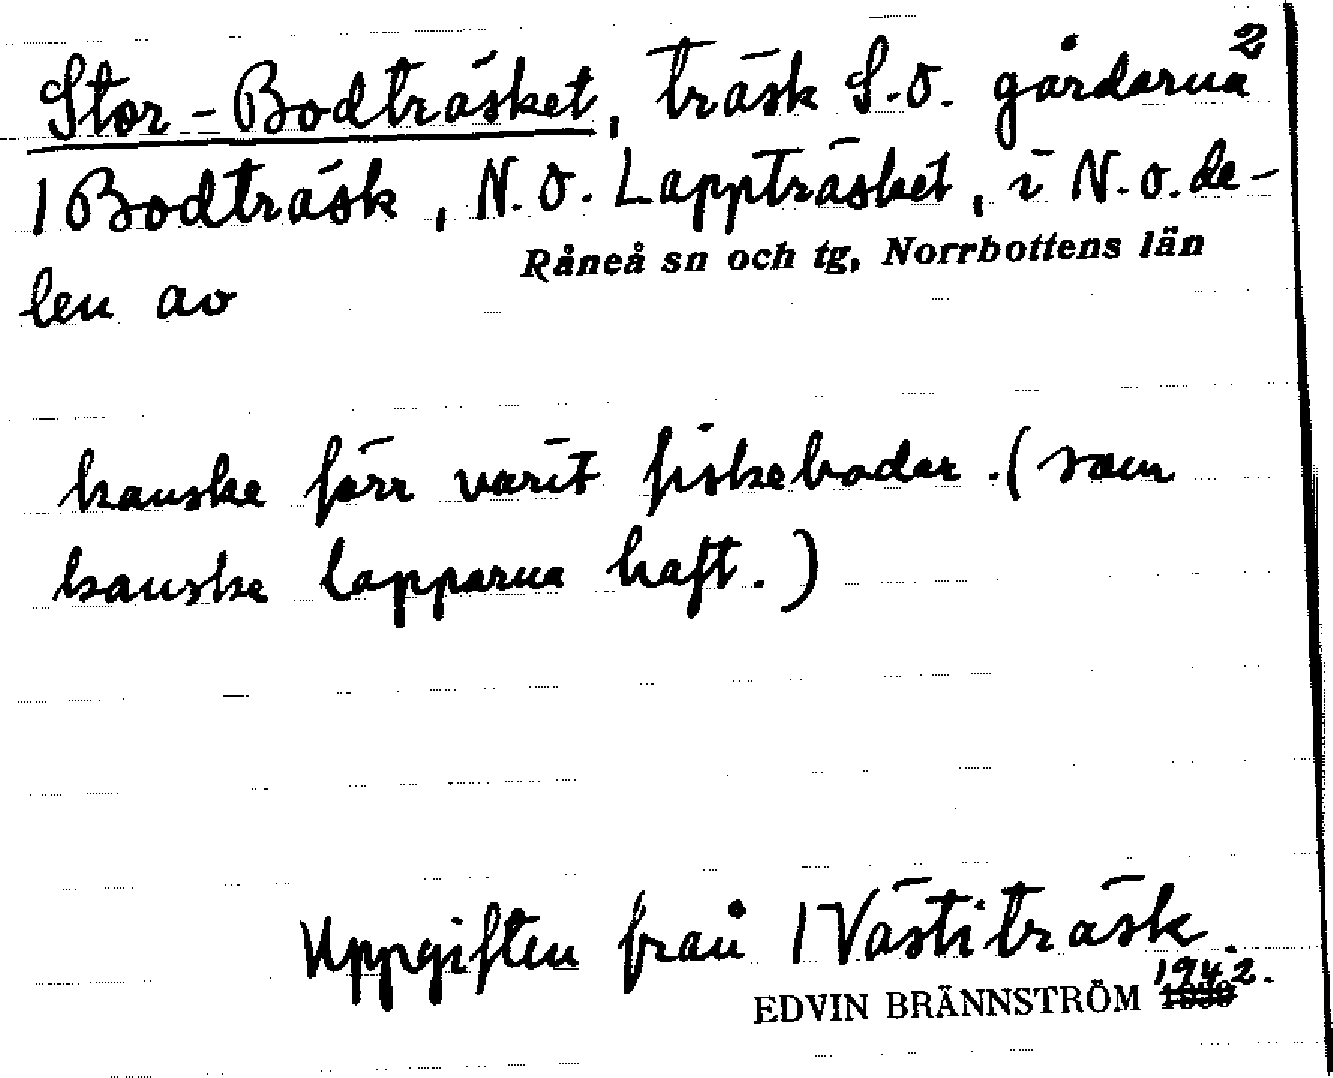 2
Stor-Bodträsket, träsk S.O. gårdarna
/Bodträsk, N.O. Lappträsket, i N.O.de-
Råneå sn och tg, Norrbottens län
len av
kanske förr varit fiskebodar. (som
kanske lapparna haft.)
Uppgiften från /Västiträsk.
1942.
EDVIN BRÄNNSTRÖM